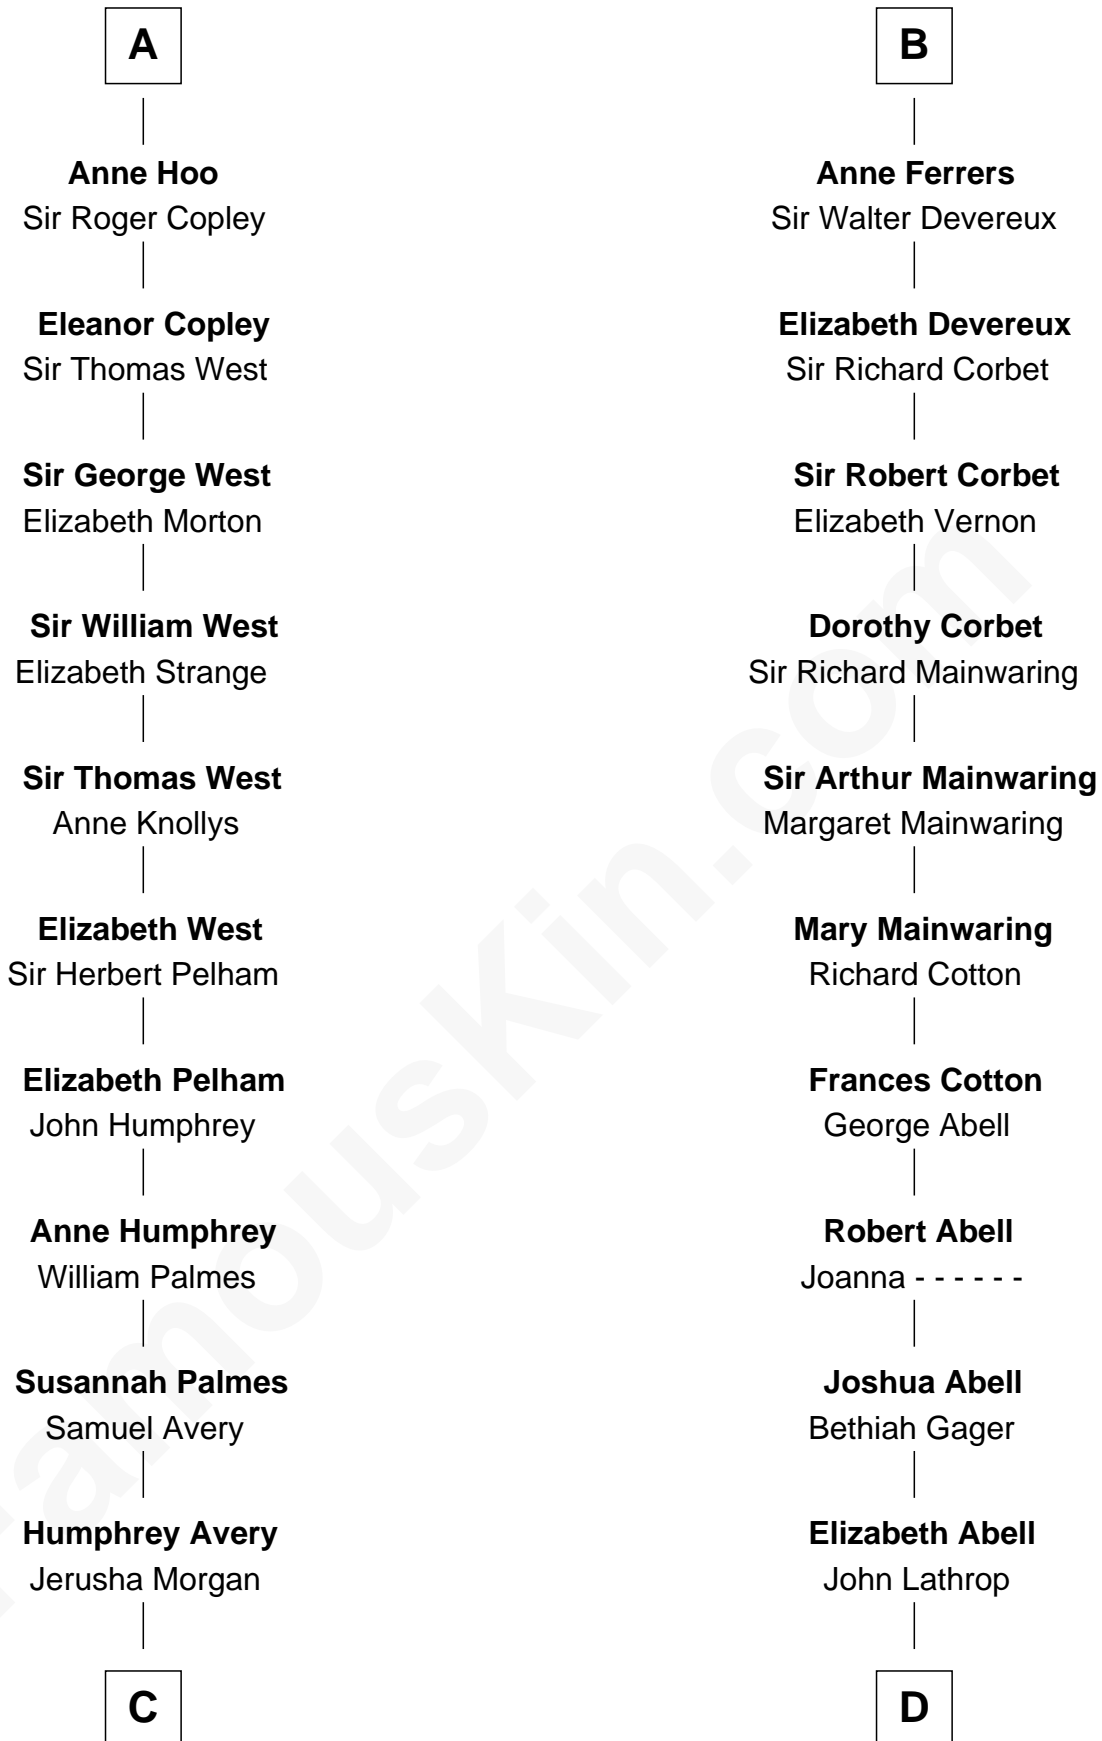 A
Anne Hoo
Sir Roger Copley
Eleanor Copley
Sir Thomas West
Sir George West
Elizabeth Morton
Sir William West
Elizabeth Strange
Sir Thomas West
Anne Knollys
Elizabeth West
Sir Herbert Pelham
Elizabeth Pelham
John Humphrey
Anne Humphrey
William Palmes
Susannah Palmes
Samuel Avery
Humphrey Avery
Jerusha Morgan
C
B
Anne Ferrers
Sir Walter Devereux
Elizabeth Devereux
Sir Richard Corbet
Sir Robert Corbet
Elizabeth Vernon
Dorothy Corbet
Sir Richard Mainwaring
Sir Arthur Mainwaring
Margaret Mainwaring
Mary Mainwaring
Richard Cotton
Frances Cotton
George Abell
Robert Abell
Joanna - - - - - -
Joshua Abell
Bethiah Gager
Elizabeth Abell
John Lathrop
D
FamousKin.com